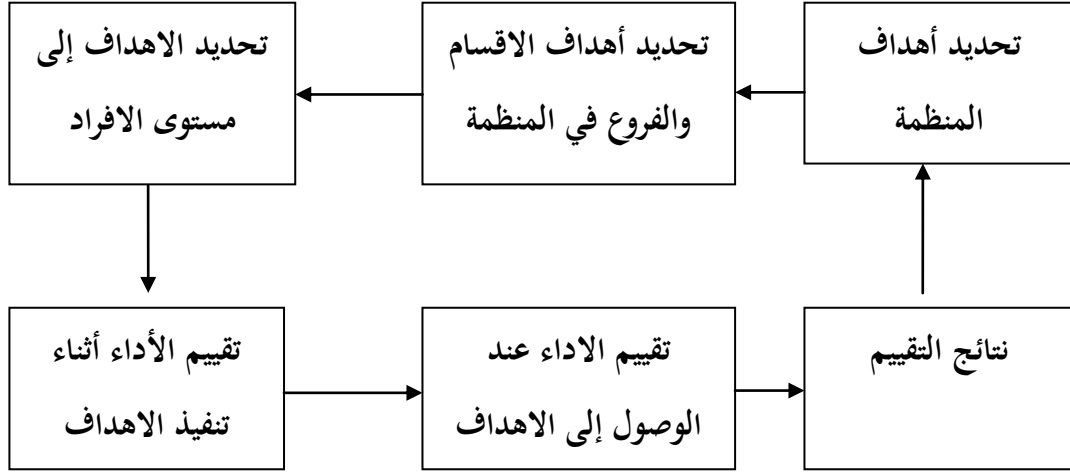 تحديد أهداف
المنظمة
تحديد أهداف الاقسام
والفروع في المنظمة
تحديد الاهداف إلى
مستوى الافراد
تقييم الأداء أثناء
تنفيذ الاهداف
تقييم الاداء عند
الوصول إلى الاهداف
نتائج التقييم